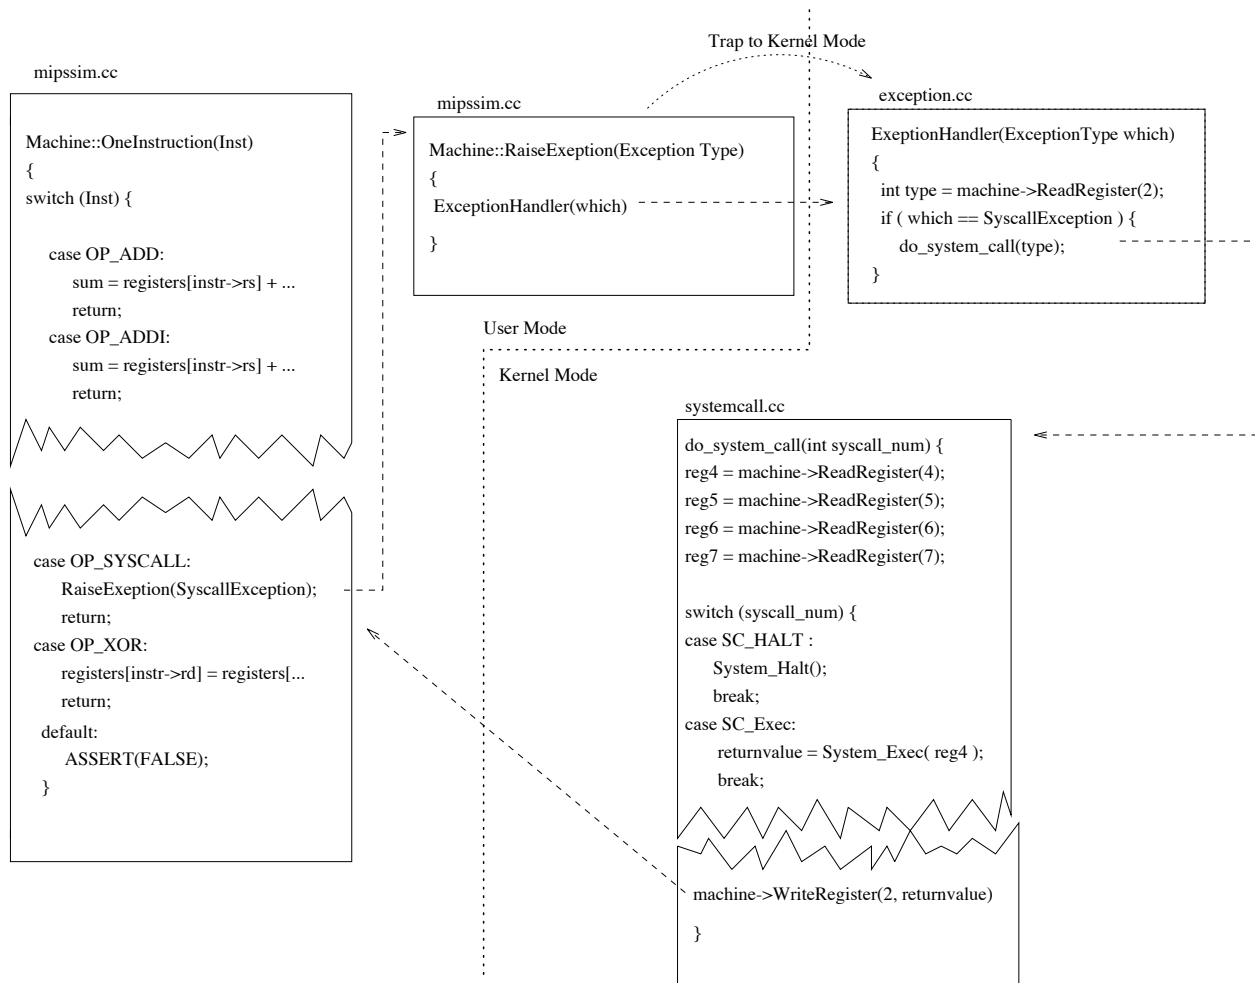 mipssim.cc
Machine::OneInstruction(Inst)
{
switch (Inst) {
case OP_ADD:
sum = registers[instr->rs] + ...
return;
case OP_ADDI:
sum = registers[instr->rs] + ...
return;
case OP_SYSCALL:
RaiseExeption(SyscallException);
return;
case OP_XOR:
registers[instr->rd] = registers[...
return;
default:
ASSERT(FALSE);
}
Trap to Kernel Mode
mipssim.cc
Machine::RaiseExeption(Exception Type)
{
ExceptionHandler(which)
}
exception.cc
ExeptionHandler(ExceptionType which)
{
int type = machine->ReadRegister(2);
if ( which == SyscallException ) {
do_system_call(type);
}
User Mode
Kernel Mode
systemcall.cc
do_system_call(int syscall_num) {
reg4 = machine->ReadRegister(4);
reg5 = machine->ReadRegister(5);
reg6 = machine->ReadRegister(6);
reg7 = machine->ReadRegister(7);
switch (syscall_num) {
case SC_HALT :
System_Halt();
break;
case SC_Exec:
returnvalue = System_Exec( reg4 );
break;
machine->WriteRegister(2, returnvalue)
}